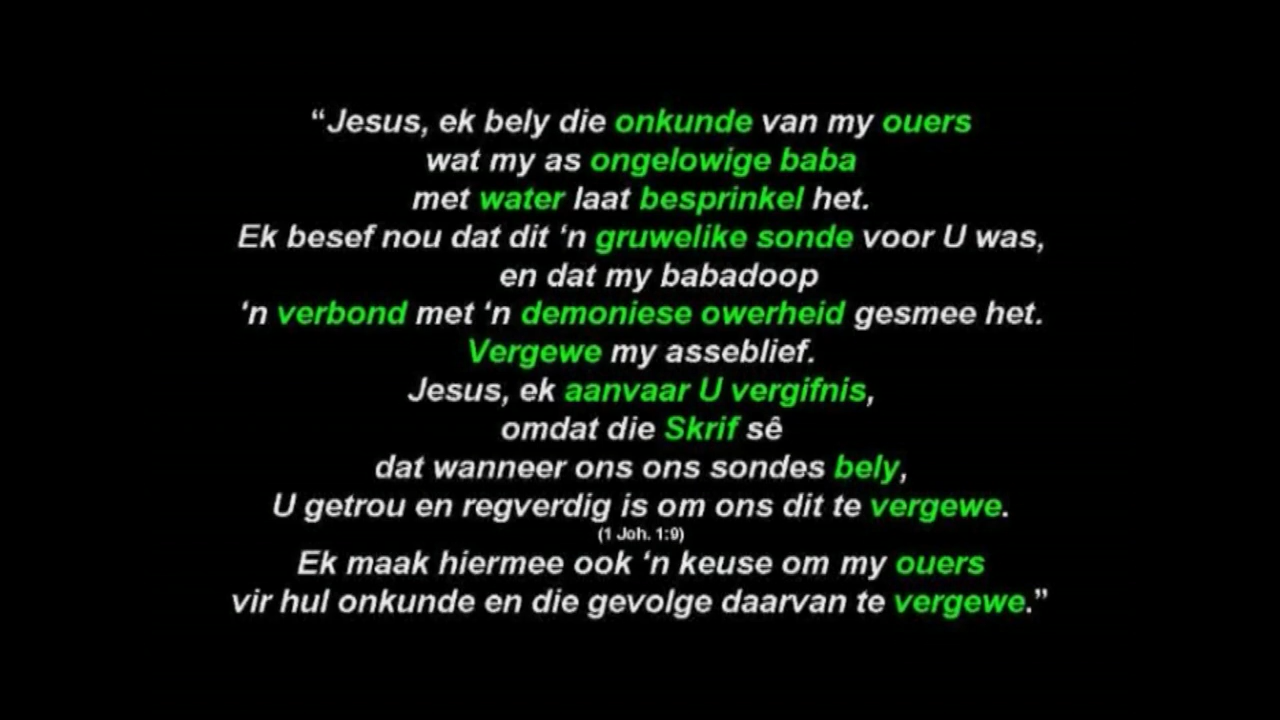 “Jesus, ek bely die onkunde van my ouers
wat my as ongelowige baba
met water laat besprinkel het.
Ek besef nou dat dit ‘n gruwelike sonde voor U was,
en dat my babadoop
‘n verbond met ‘n demoniese owerheid gesmee het.
Vergewe my asseblief.
Jesus, ek aanvaar U vergifnis,
omdat die Skrif sê
dat wanneer ons ons sondes bely,
U getrou en regverdig is om ons dit te vergewe.
(1 Joh. 1:9)
Ek maak hiermee ook ‘n keuse om my ouers
vir hul onkunde en die gevolge daarvan te vergewe.”